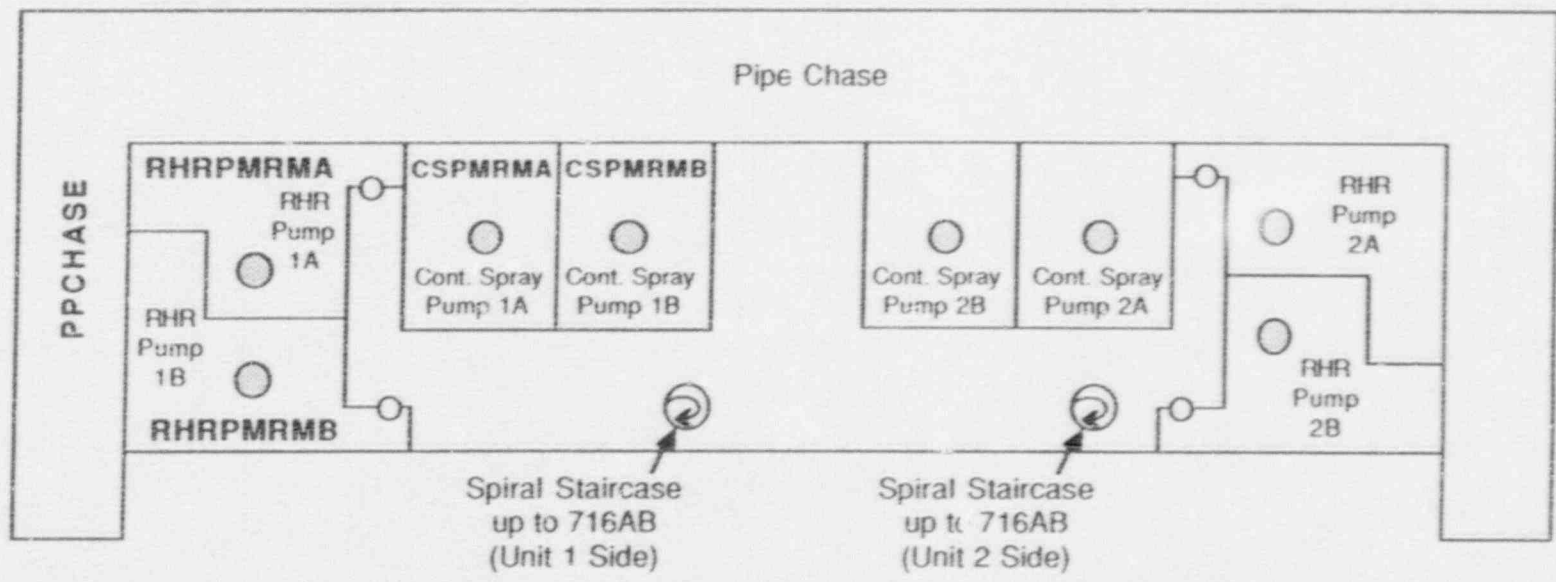 Pipe Chase
PPCHASE
RHRPMRMA
RHR
Pump
1A
RHR
Pump
1B
RHRPMRMB
CSPMRMA
Cont. Spray
Pump 1A
CSPMRMB
Cont. Spray
Pump 1B
Cont. Spray
Pump 2B
Cont. Spray
Pump 2A
RHR
Pump
2A
RHR
Pump
2B
Spiral Staircase
up to 716AB
(Unit 1 Side)
Spiral Staircase
up to 716AB
(Unit 2 Side)